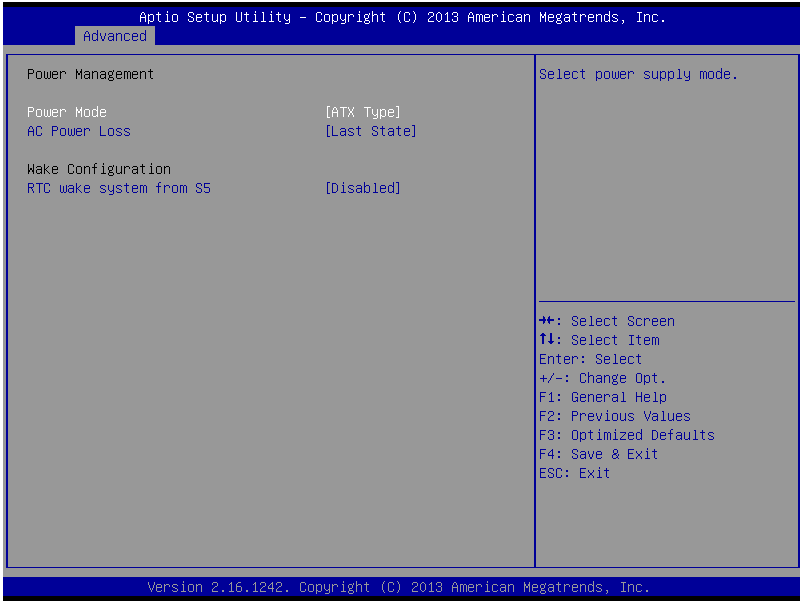 Aptio Setup Utility – Copyright (C) 2013 American Megatrends, Inc.
Advanced
Power Management
Power Mode [ATX Type]
AC Power Loss [Last State]
Wake Configuration
RTC wake system from S5 [Disabled]
Select power supply mode.
→←: Select Screen
↑↓: Select Item
Enter: Select
+/–: Change Opt.
F1: General Help
F2: Previous Values
F3: Optimized Defaults
F4: Save & Exit
ESC: Exit
Version 2.16.1242. Copyright (C) 2013 American Megatrends, Inc.